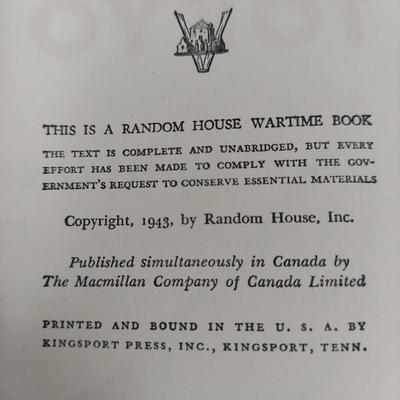 THIS IS A RANDOM HOUSE WARTIME BOOK
THE TEXT IS COMPLETE AND UNABRIDGED, BUT EVERY
EFFORT HAS BEEN MADE TO COMPLY WITH THE GOV-
ERNMENT'S REQUEST TO CONSERVE ESSENTIAL MATERIALS
Copyright, 1943, by Random House, Inc.
Published simultaneously in Canada by
The Macmillan Company of Canada Limited
PRINTED AND BOUND IN THE U. S. A. BY
KINGSPORT PRESS, INC., KINGSPORT, TENN.